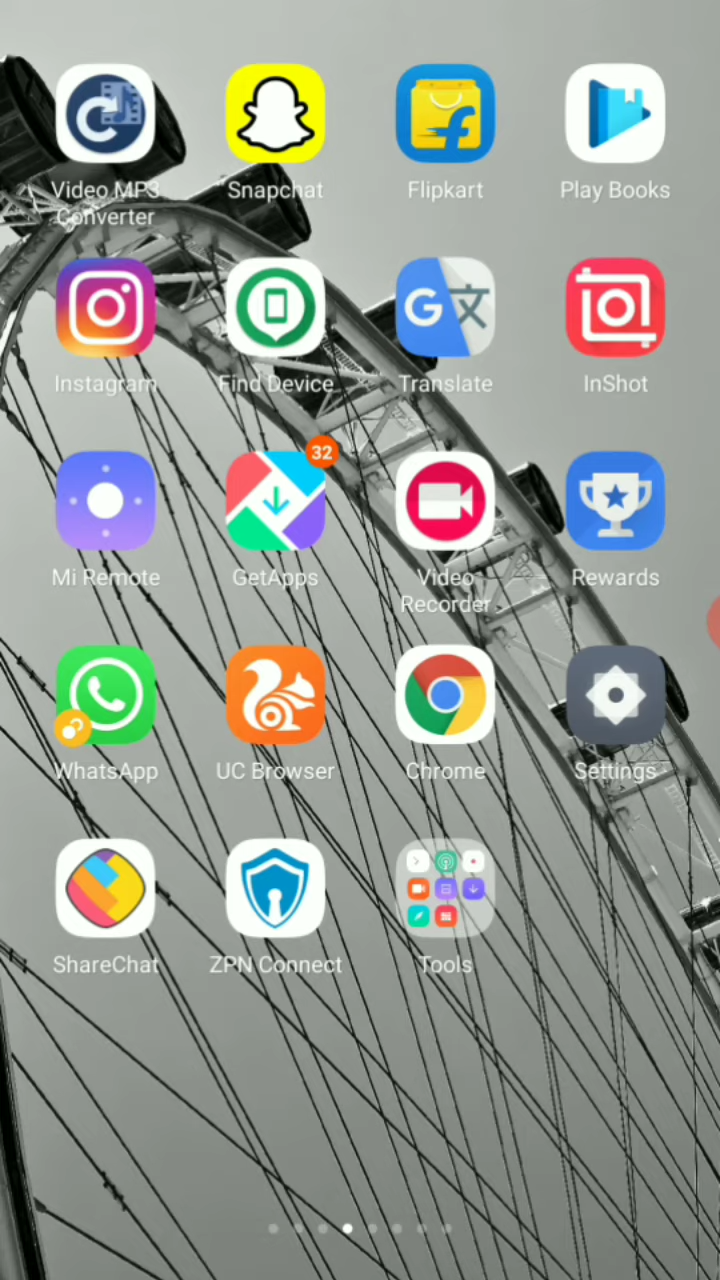 Video MP3
Converter
Snapchat
Flipkart
Play Books
Instagram
Find Device
G 文
Translate
InShot
32
Mi Remote
GetApps
Video
Recorder
Rewards
WhatsApp
UC Browser
Chrome
Settings
ShareChat
ZPN Connect
Tools